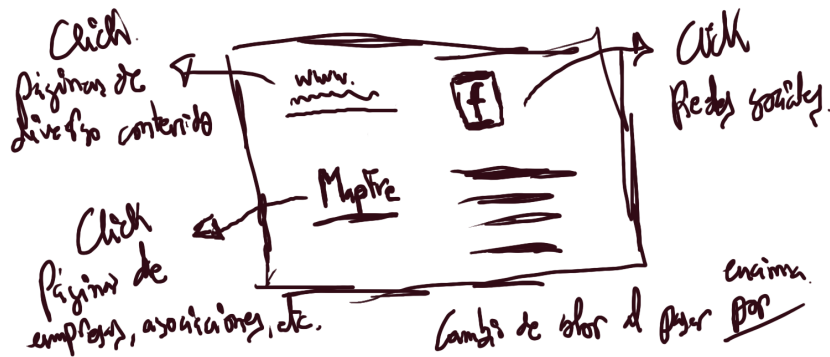 Click
páginas de
diverso contenido
www.
f
Click
Redes sociales.
Mapfre
Click
Páginas de
empresas, asociaciones, etc.
Cambio de color al pasar por
encima.